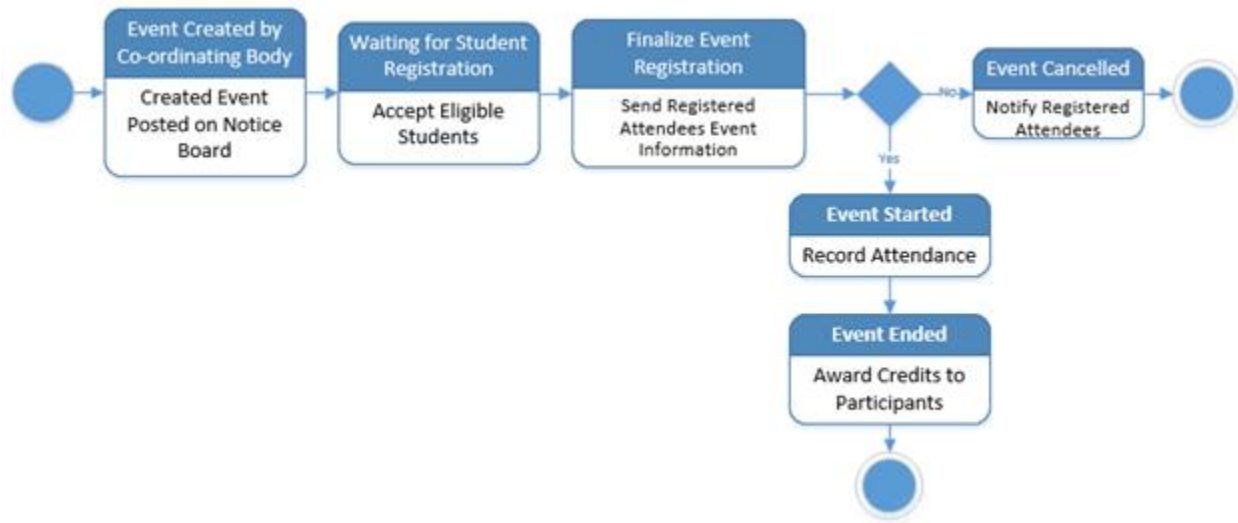 Event Created by
Co-ordinating Body
Created Event
Posted on Notice
Board
Waiting for Student
Registration
Accept Eligible
Students
Finalize Event
Registration
Send Registered
Attendees Event
Information
No
Event Cancelled
Notify Registered
Attendees
Yes
Event Started
Record Attendance
Event Ended
Award Credits to
Participants